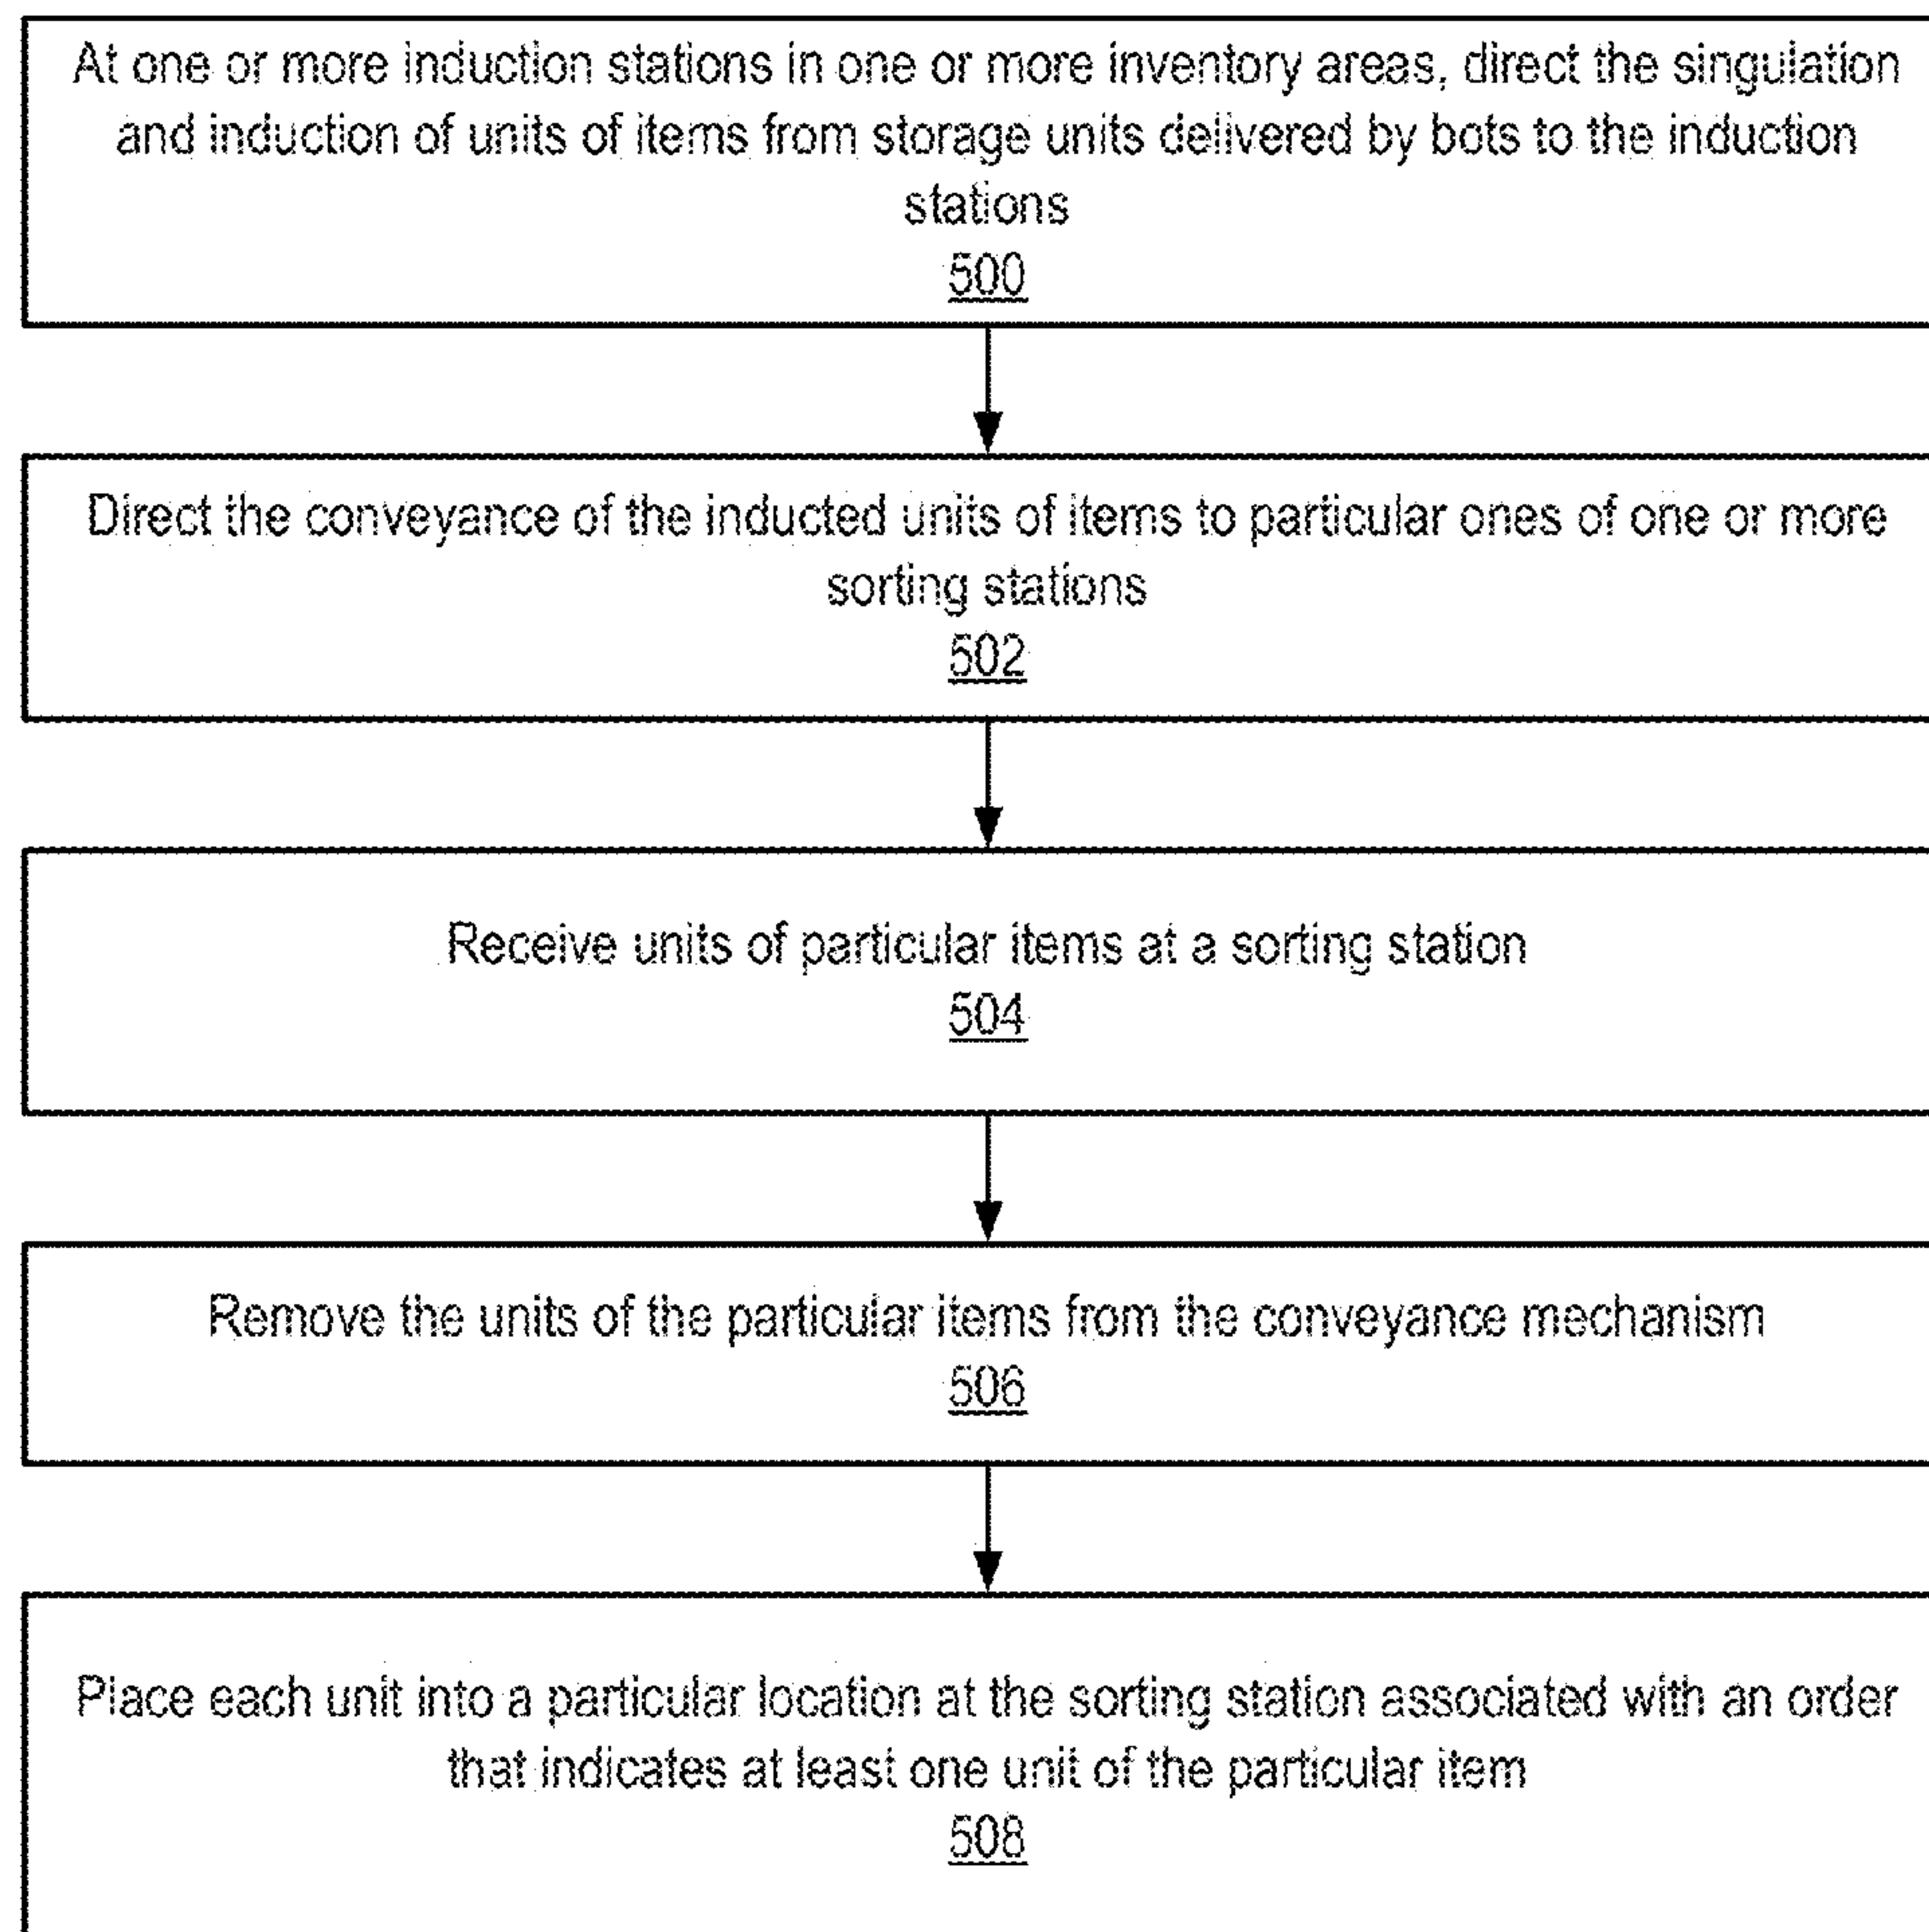 At one or more induction stations in one or more inventory areas, direct the singulation
and induction of units of items from storage units delivered by bots to the induction
stations
500
Direct the conveyance of the inducted units of items to particular ones of one or more
sorting stations
502
Receive units of particular items at a sorting station
504
Remove the units of the particular items from the conveyance mechanism
506
Place each unit into a particular location at the sorting station associated with an order
that indicates at least one unit of the particular item
508